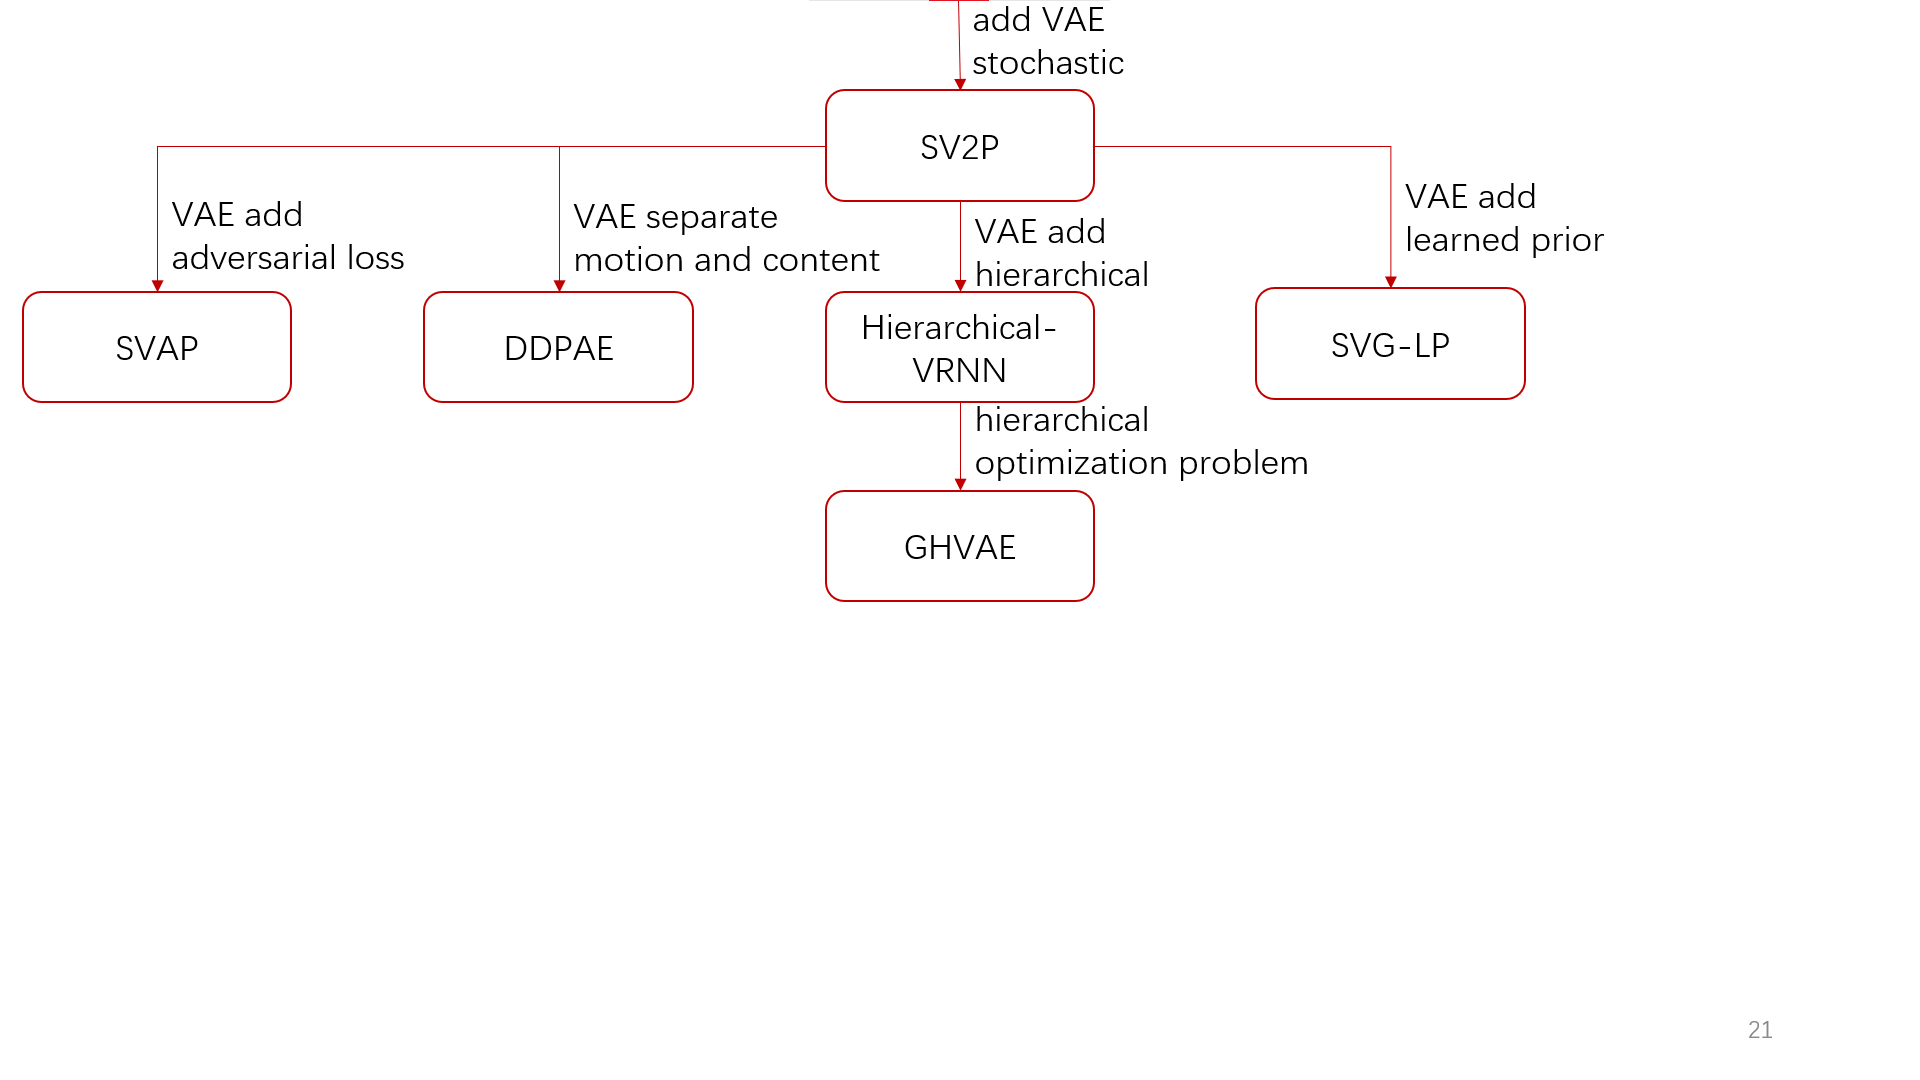 add VAE
stochastic
SV2P
VAE add
adversarial loss
VAE separate
motion and content
VAE add
hierarchical
VAE add
learned prior
SVAP
DDPAE
Hierarchical-
VRNN
SVG-LP
hierarchical
optimization problem
GHVAE
21